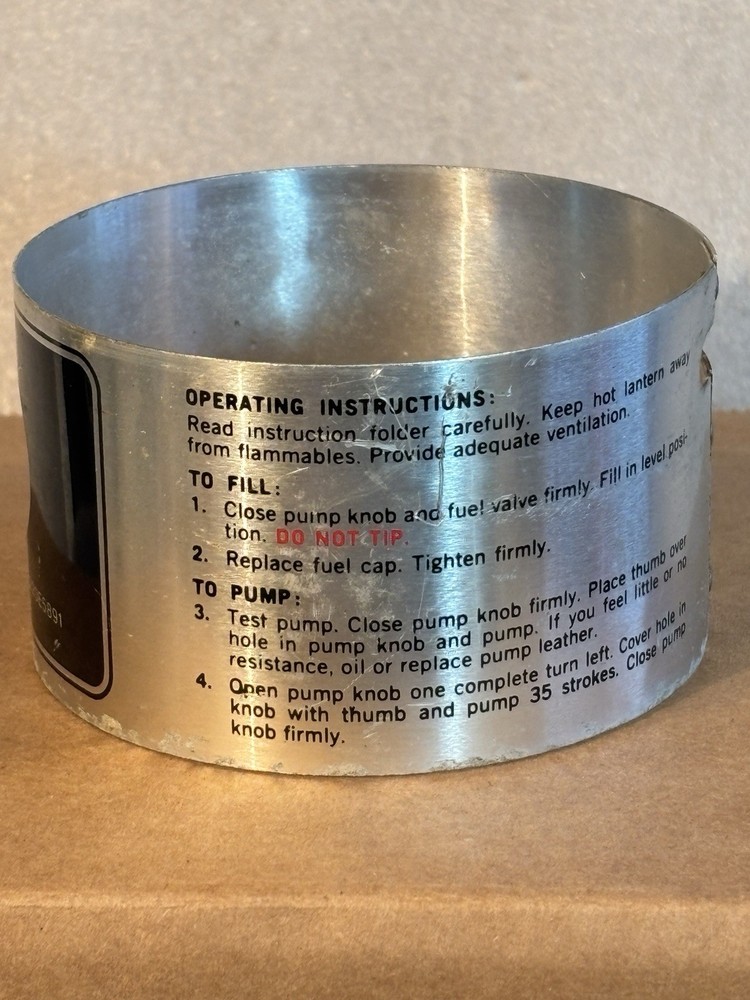 OPERATING INSTRUCTIONS:
Read instruction folder carefully. Keep hot lantern away
from flammables. Provide adequate ventilation.
TO FILL:
1. Close pump knob and fuel valve firmly. Fill in level posi-
tion. DO NOT TIP.
2. Replace fuel cap. Tighten firmly.
TO PUMP:
3. Test pump. Close pump knob firmly. Place thumb over
hole in pump knob and pump. If you feel little or no
resistance, oil or replace pump leather.
4. Open pump knob one complete turn left. Cover hole in
knob with thumb and pump 35 strokes. Close pump
knob firmly.